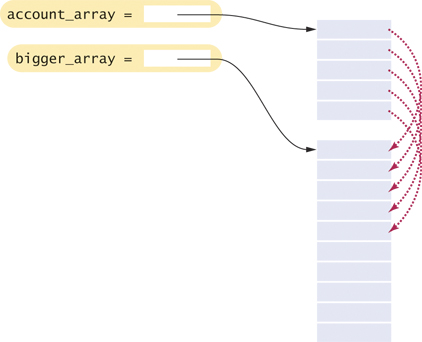 account_array =
bigger_array =